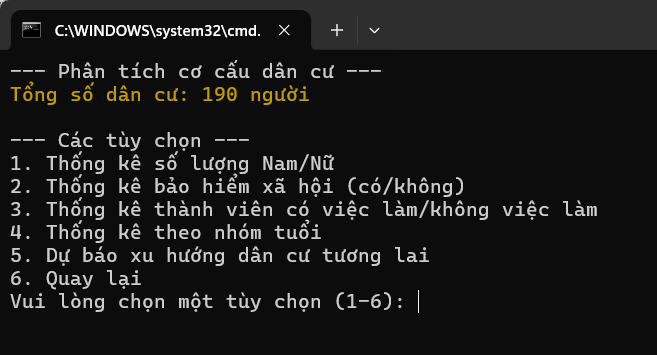 C:\WINDOWS\system32\cmd.
--- Phân tích cơ cấu dân cư ---
Tổng số dân cư: 190 người
--- Các tùy chọn ---
1. Thống kê số lượng Nam/Nữ
2. Thống kê bảo hiểm xã hội (có/không)
3. Thống kê thành viên có việc làm/không việc làm
4. Thống kê theo nhóm tuổi
5. Dự báo xu hướng dân cư tương lai
6. Quay lại
Vui lòng chọn một tùy chọn (1-6):